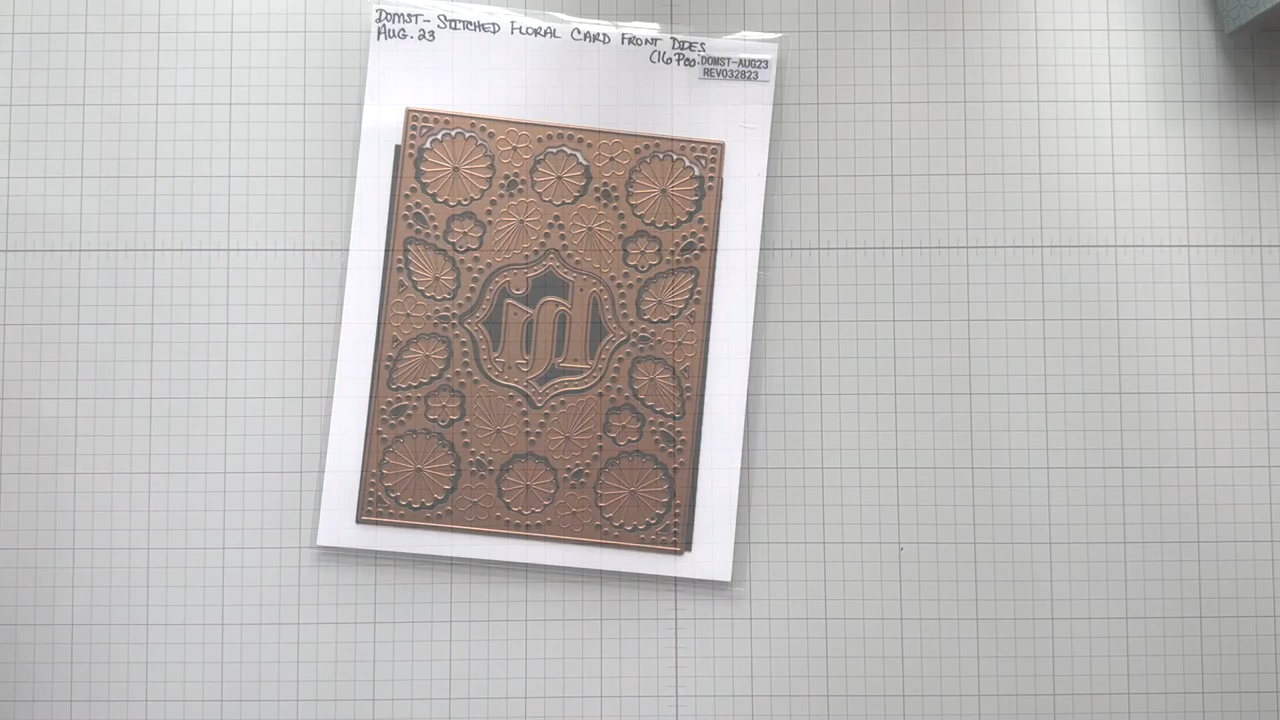 DOMST- STITCHED FLORAL CARD FRONT DIES
AUG. 23
(16 Pcs.
DOMST-AUG23
REV032823